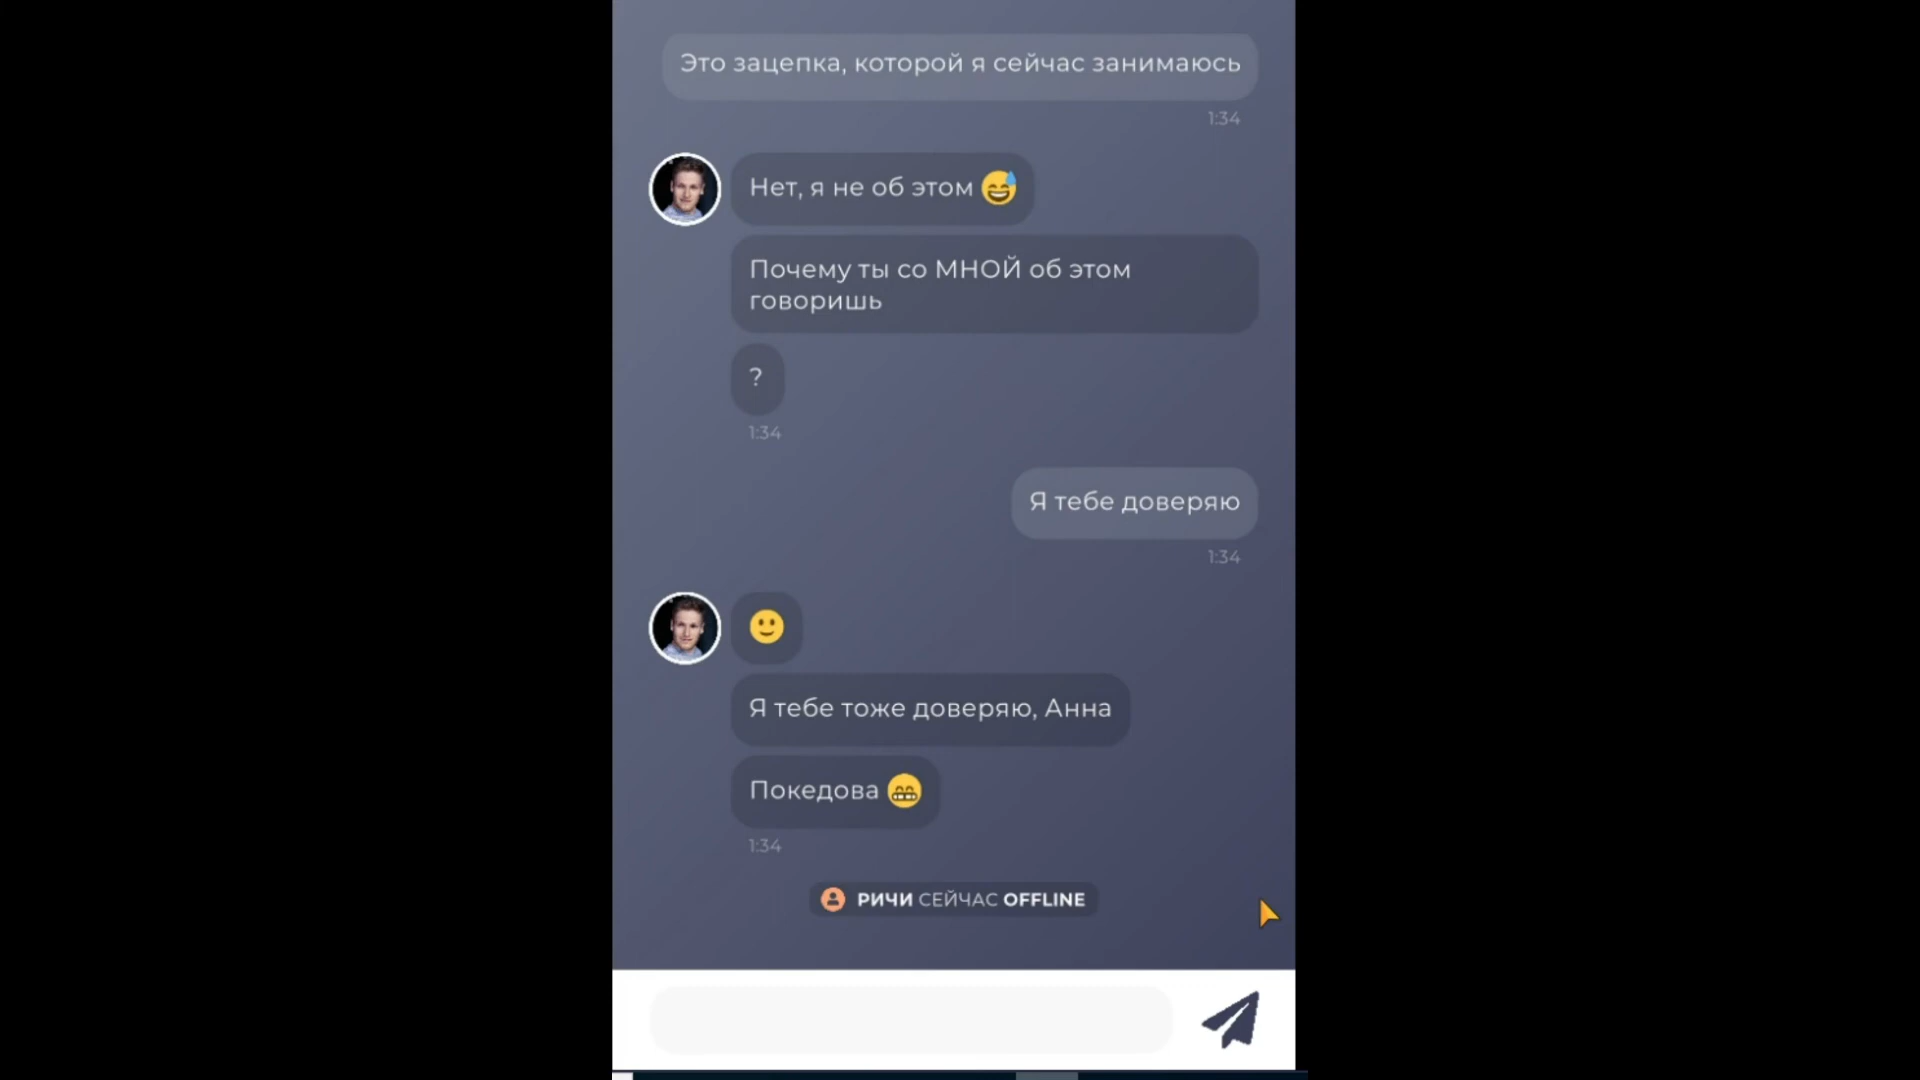 Это зацепка, которой я сейчас занимаюсь
1:34
Нет, я не об этом 😅
Почему ты со МНОЙ об этом
говоришь
?
1:34
Я тебе доверяю
1:34
🙂
Я тебе тоже доверяю, Анна
Покедова 😁
1:34
РИЧИ СЕЙЧАС OFFLINE